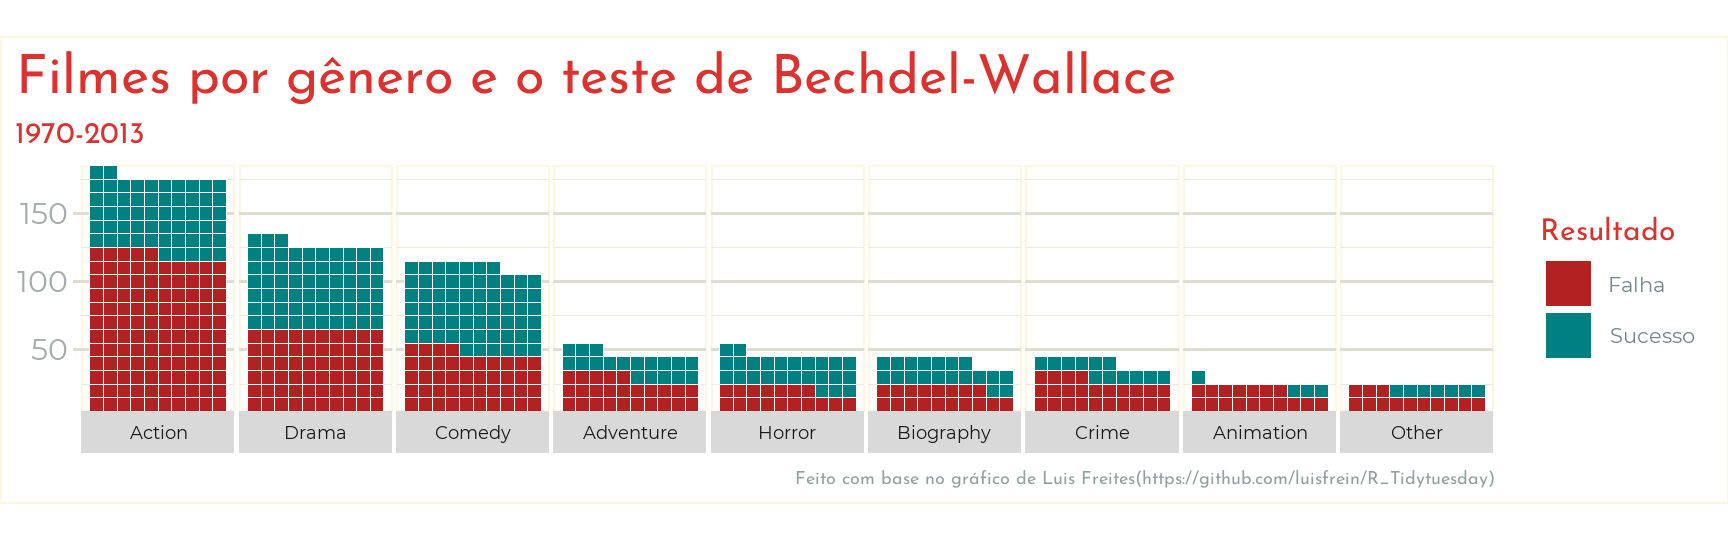 Filmes por gênero e o teste de Bechdel-Wallace
1970-2013
150
100
50
Action Drama Comedy Adventure Horror Biography Crime Animation Other
Resultado
Falha
Sucesso
Feito com base no gráfico de Luis Freites(https://github.com/luisfrein/R_Tidytuesday)